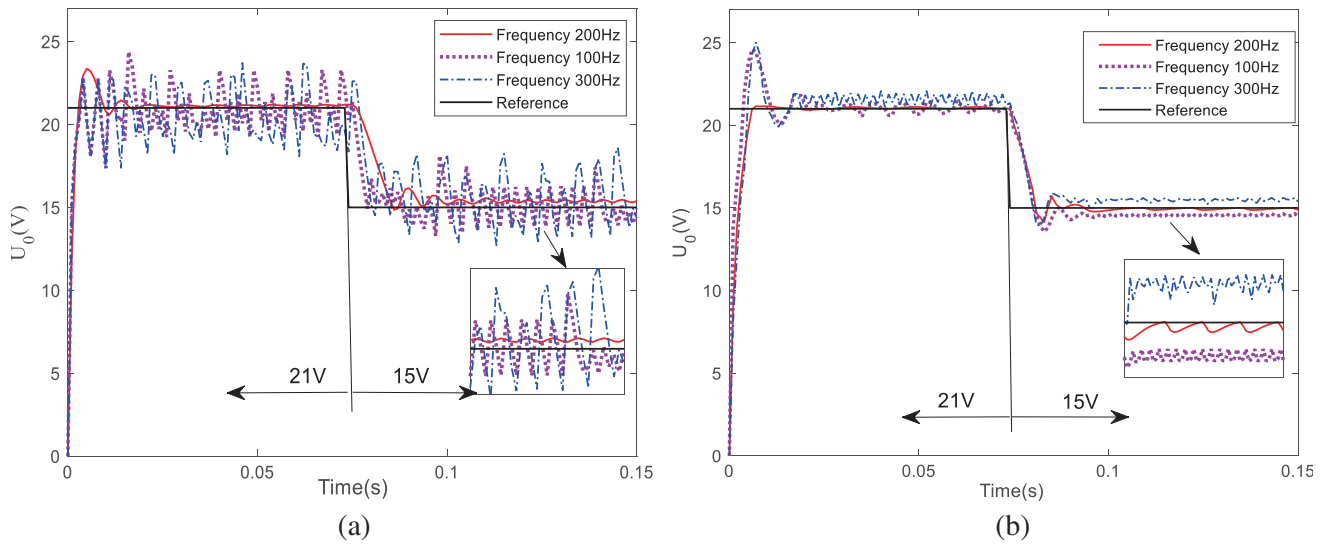 Frequency 200Hz
Frequency 100Hz
Frequency 300Hz
Reference
25
20
15
10
5
0
U0(V)
21V
15V
0
0.05
0.1
0.15
Time(s)
(a)
Frequency 200Hz
Frequency 100Hz
Frequency 300Hz
Reference
25
20
15
10
5
0
U0(V)
21V
15V
0
0.05
0.1
0.15
Time(s)
(b)